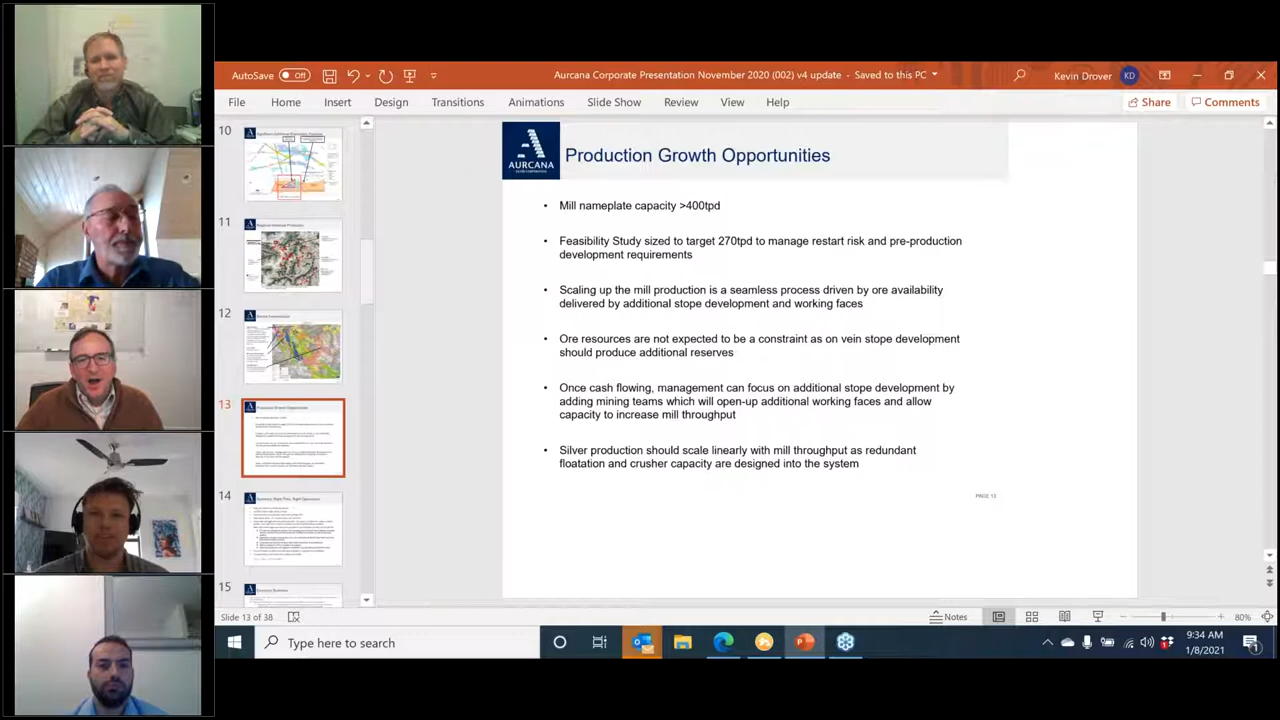 AutoSave Off
Aurcana Corporate Presentation November 2020 (002) v4 update - Saved to this PC
Kevin Drover KD
File Home Insert Design Transitions Animations Slide Show Review View Help
Share Comments
10
11
12
13
14
15
A
AURCANA
Production Growth Opportunities
• Mill nameplate capacity >400tpd
• Feasibility Study sized to target 270tpd to manage restart risk and pre-production
development requirements
• Scaling up the mill production is a seamless process driven by ore availability
delivered by additional stope development and working faces
• Ore resources are not expected to be a constraint as on vein stope development
should produce additional reserves
• Once cash flowing, management can focus on additional stope development by
adding mining teams which will open-up additional working faces and allow
capacity to increase mill throughput
• Silver production should scale linearly with mill throughput as redundant
floatation and crusher capacity are designed into the system
PAGE 13
Slide 13 of 38
Notes
80%
Type here to search
9:34 AM
1/8/2021